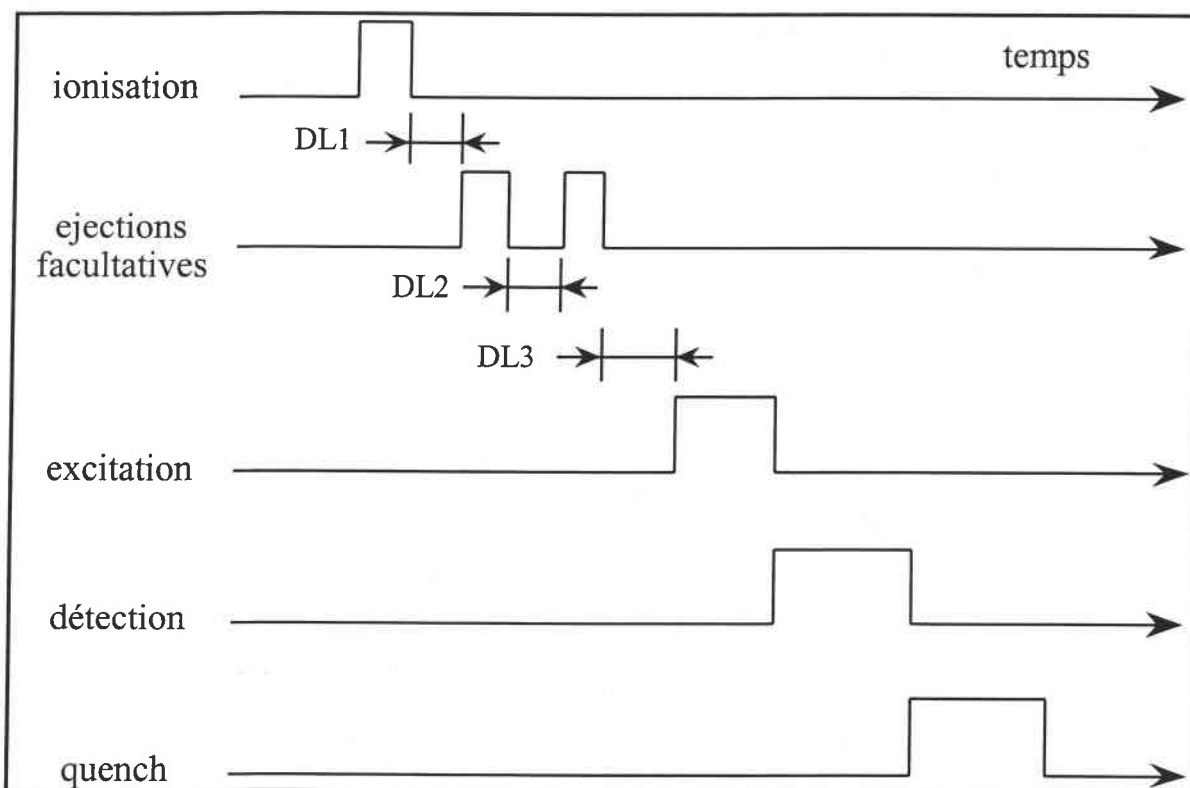 temps
ionisation
DL1
ejections
facultatives
DL2
DL3
excitation
détection
quench